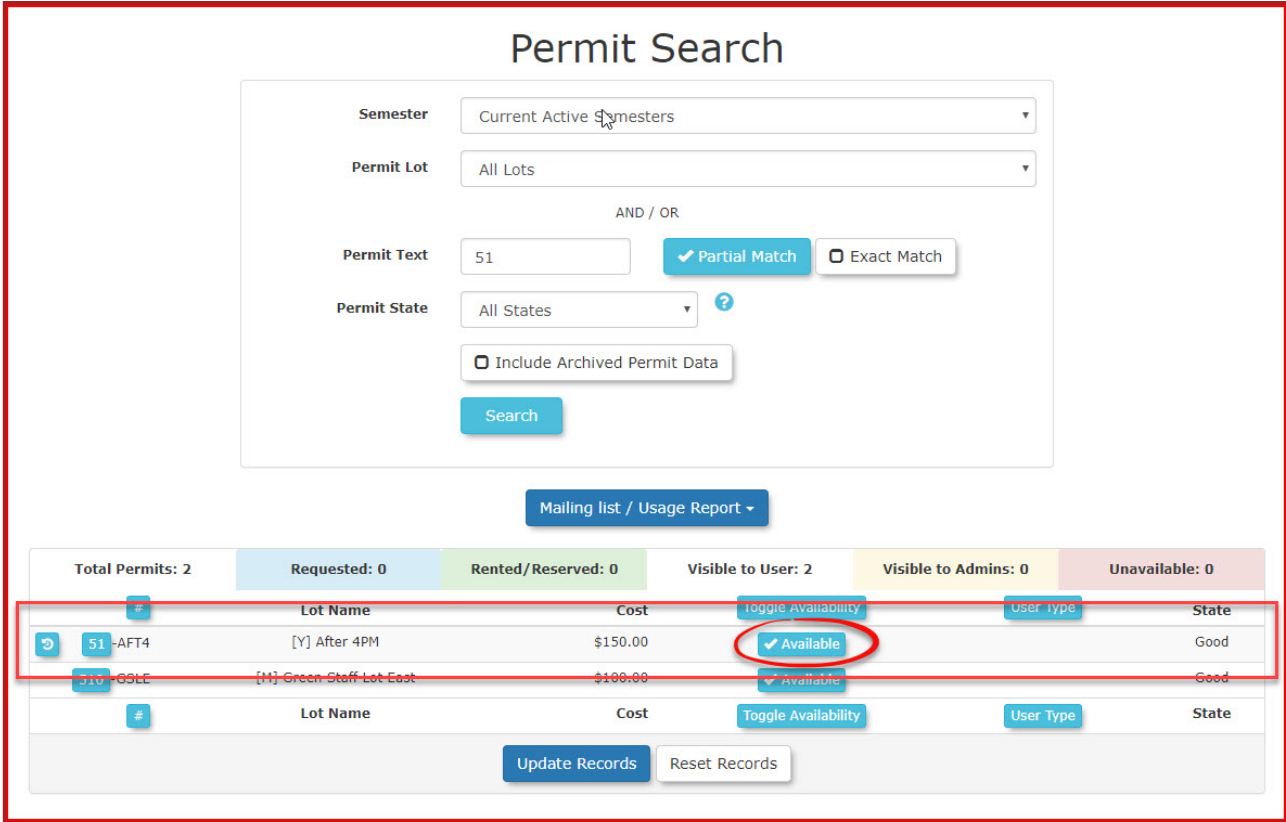 Permit Search
Semester Current Active Semesters
Permit Lot All Lots
AND / OR
Permit Text 51 Partial Match Exact Match
Permit State All States ?
Include Archived Permit Data
Search
Mailing list / Usage Report
Total Permits: 2 Requested: 0 Rented/Reserved: 0 Visible to User: 2 Visible to Admins: 0 Unavailable: 0
# Lot Name Cost Toggle Availability User Type State
51 -AFT4 [Y] After 4PM $150.00 Available Good
-GSLE [M] Green Staff Lot East $100.00 Available Good
# Lot Name Cost Toggle Availability User Type State
Update Records Reset Records